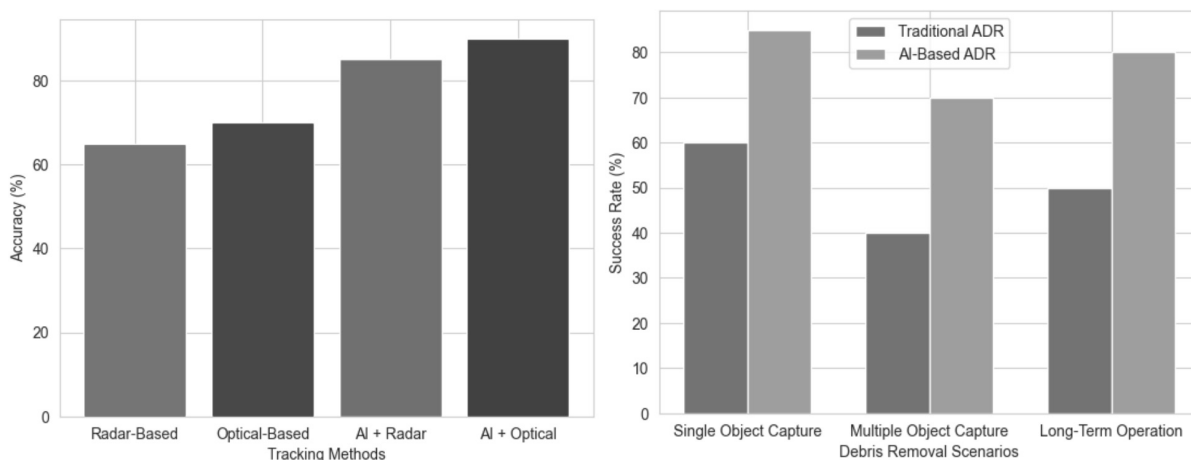 Accuracy (%)
80
60
40
20
0
Radar-Based
Optical-Based
AI + Radar
AI + Optical
Tracking Methods
Success Rate (%)
80
70
60
50
40
30
20
10
0
Traditional ADR
AI-Based ADR
Single Object Capture
Multiple Object Capture
Long-Term Operation
Debris Removal Scenarios